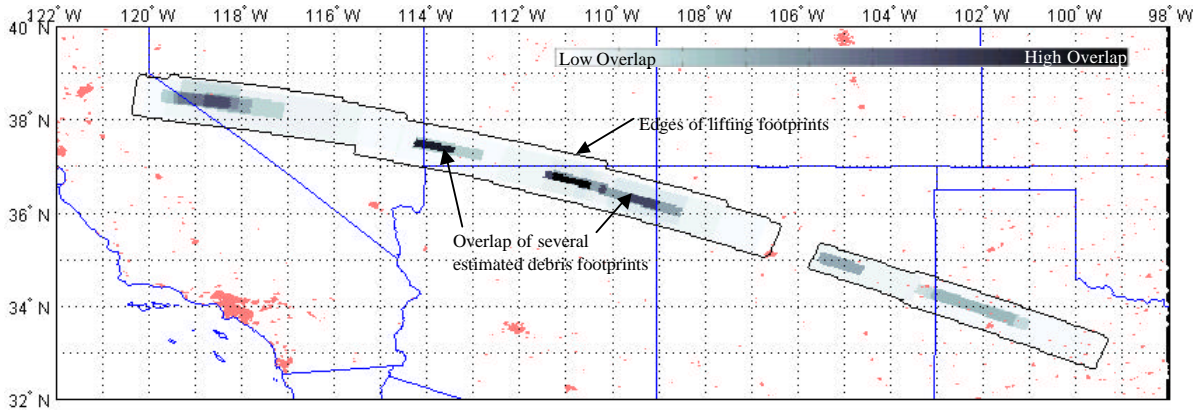 122° W 120° W 118° W 116° W 114° W 112° W 110° W 108° W 106° W 104° W 102° W 100° W 98° W
40° N
Low Overlap High Overlap
38° N
Edges of lifting footprints
36° N
Overlap of several
estimated debris footprints
34° N
32° N